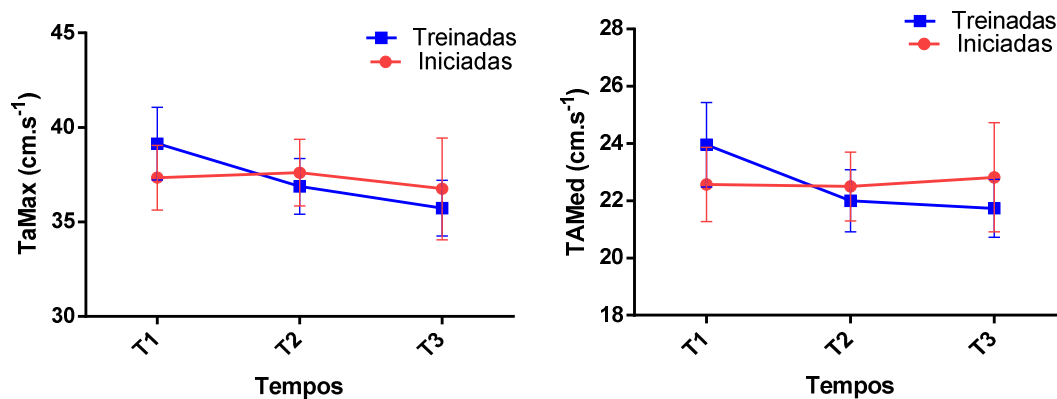 TaMax (cm.s⁻¹)
45
40
35
30
Treinadas
Iniciadas
T1
T2
T3
Tempos
TAMed (cm.s⁻¹)
28
26
24
22
20
18
Treinadas
Iniciadas
T1
T2
T3
Tempos